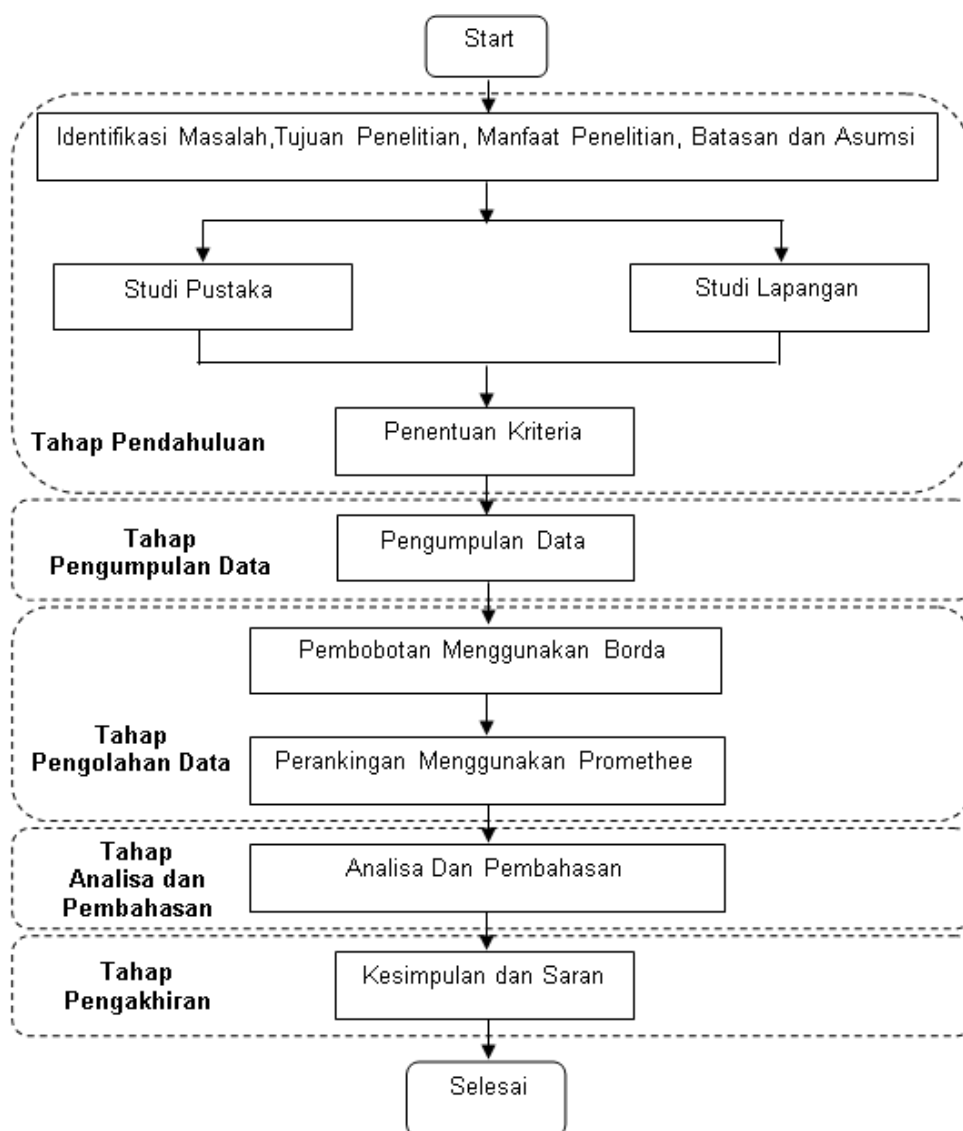 Start
Identifikasi Masalah,Tujuan Penelitian, Manfaat Penelitian, Batasan dan Asumsi
Studi Pustaka
Studi Lapangan
Penentuan Kriteria
Tahap Pendahuluan
Tahap
Pengumpulan Data
Pengumpulan Data
Pembobotan Menggunakan Borda
Tahap
Pengolahan Data
Perankingan Menggunakan Promethee
Tahap
Analisa dan
Pembahasan
Analisa Dan Pembahasan
Tahap
Pengakhiran
Kesimpulan dan Saran
Selesai